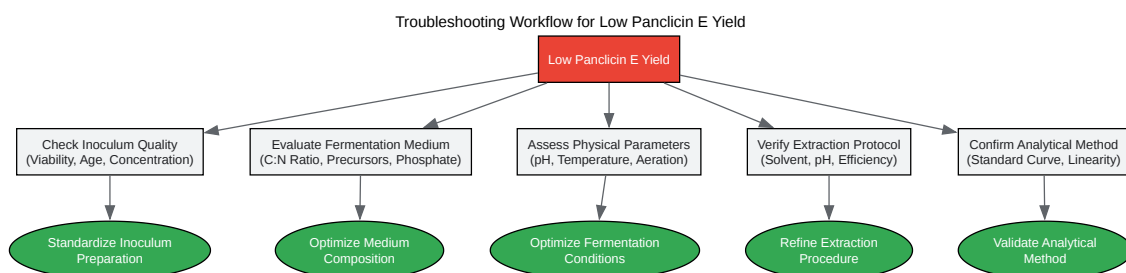 Troubleshooting Workflow for Low Panclicin E Yield
Low Panclicin E Yield
Check Inoculum Quality
(Viability, Age, Concentration)
Evaluate Fermentation Medium
(C:N Ratio, Precursors, Phosphate)
Assess Physical Parameters
(pH, Temperature, Aeration)
Verify Extraction Protocol
(Solvent, pH, Efficiency)
Confirm Analytical Method
(Standard Curve, Linearity)
Standardize Inoculum
Preparation
Optimize Medium
Composition
Optimize Fermentation
Conditions
Refine Extraction
Procedure
Validate Analytical
Method